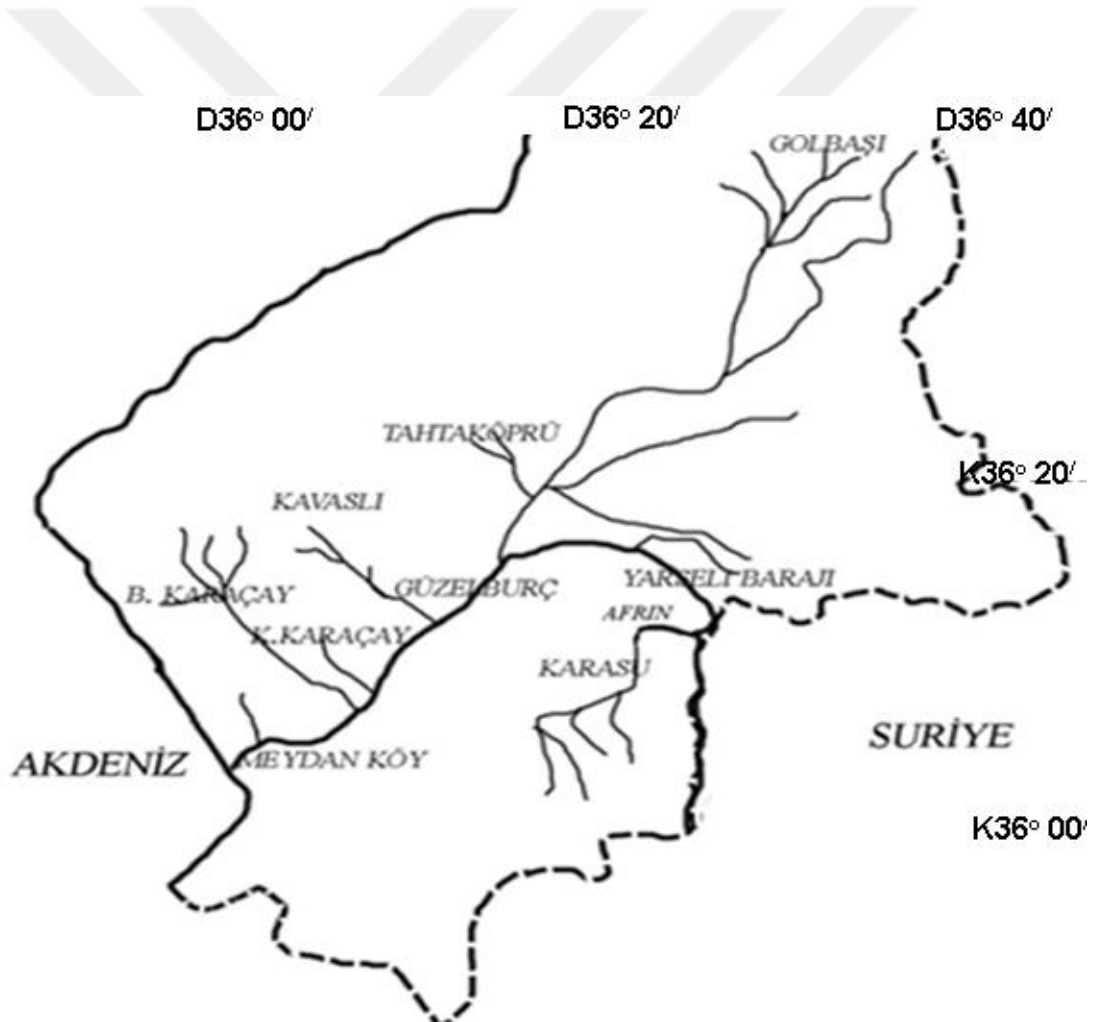 D36° 00/
D36° 20/
D36° 40/
GOLBAŞI
TAHTAKÖPRÜ
K36° 20/
KAVASLI
B. KARAÇAY
GÜZELBURÇ
YARSELİ BARAJI
AFRIN
K.KARAÇAY
KARASU
SURİYE
AKDENİZ
MEYDAN KÖY
K36° 00/